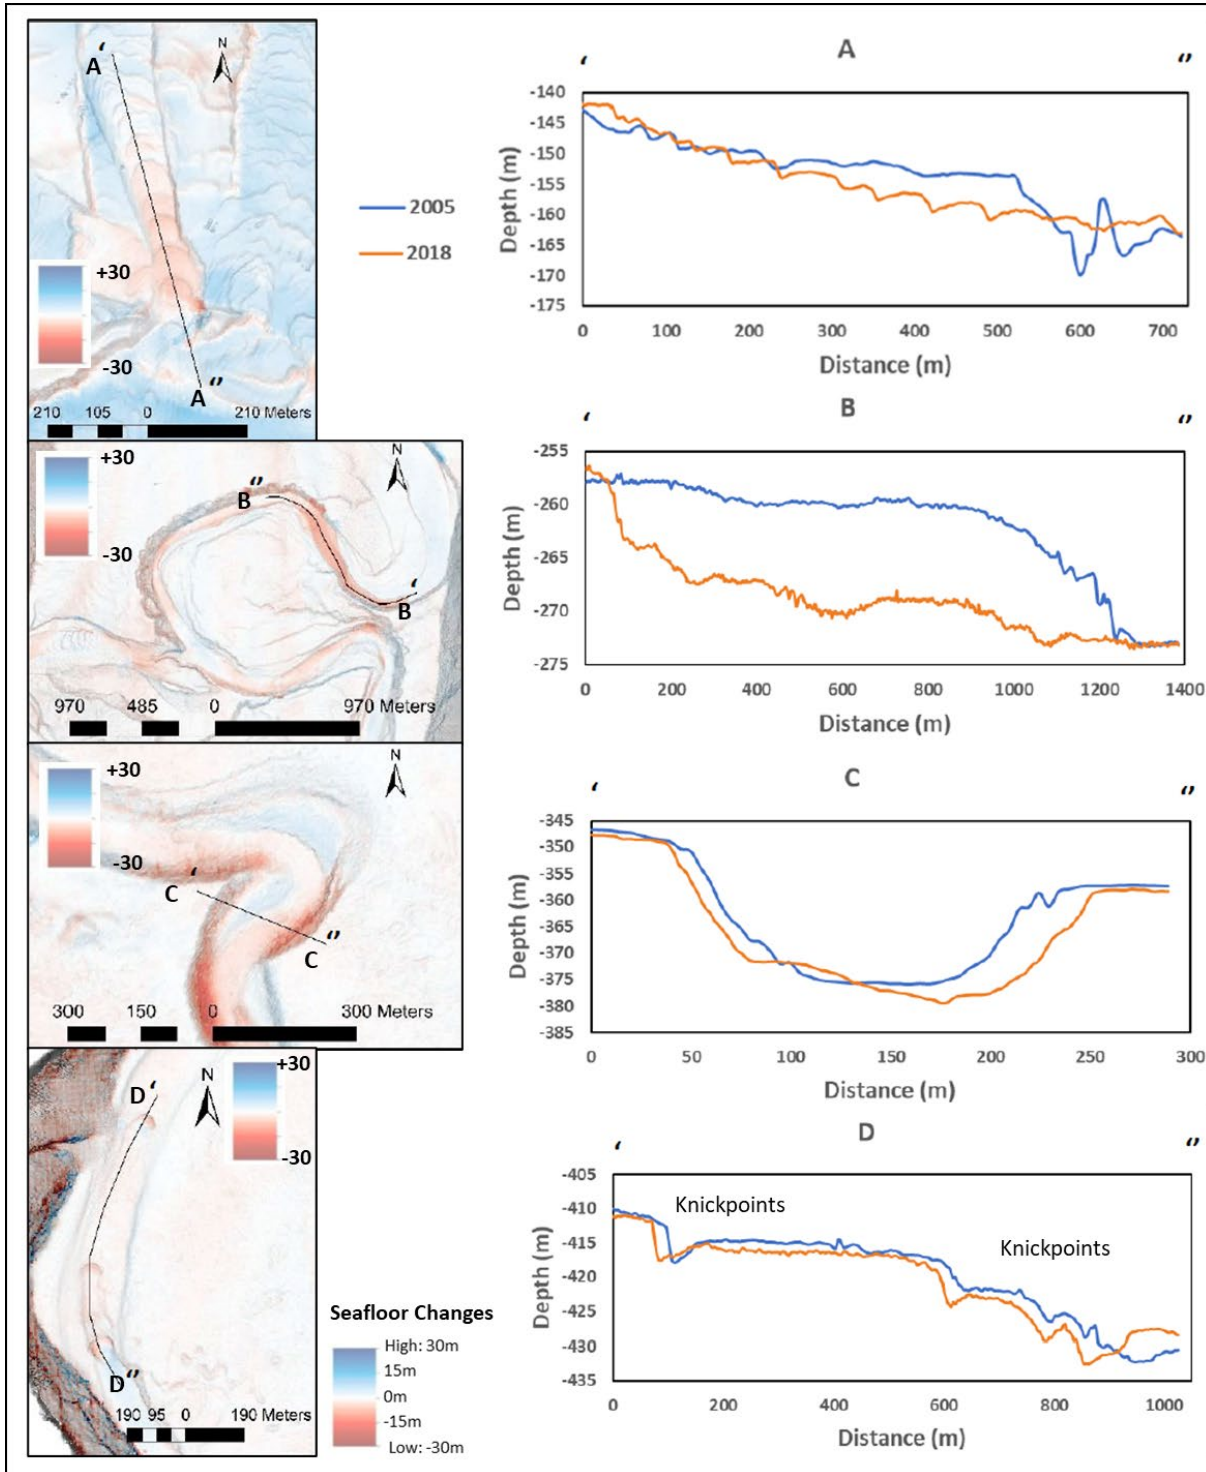 A‘
N
+30
-30
A‘’
210 105 0 210 Meters
+30
-30
N
B‘’
‘
B
970 485 0 970 Meters
+30
-30
N
‘
C
‘’
C
300 150 0 300 Meters
+30
-30
N
D‘
D‘’
190 95 0 190 Meters
2005
2018
Seafloor Changes
High: 30m
15m
0m
-15m
Low: -30m
A
‘ ‘’
Depth (m)
-140
-145
-150
-155
-160
-165
-170
-175
0 100 200 300 400 500 600 700
Distance (m)
B
‘ ‘’
Depth (m)
-255
-260
-265
-270
-275
0 200 400 600 800 1000 1200 1400
Distance (m)
C
‘ ‘’
Depth (m)
-345
-350
-355
-360
-365
-370
-375
-380
-385
0 50 100 150 200 250 300
Distance (m)
D
‘ ‘’
Depth (m)
-405
-410
-415
-420
-425
-430
-435
Knickpoints
Knickpoints
0 200 400 600 800 1000
Distance (m)